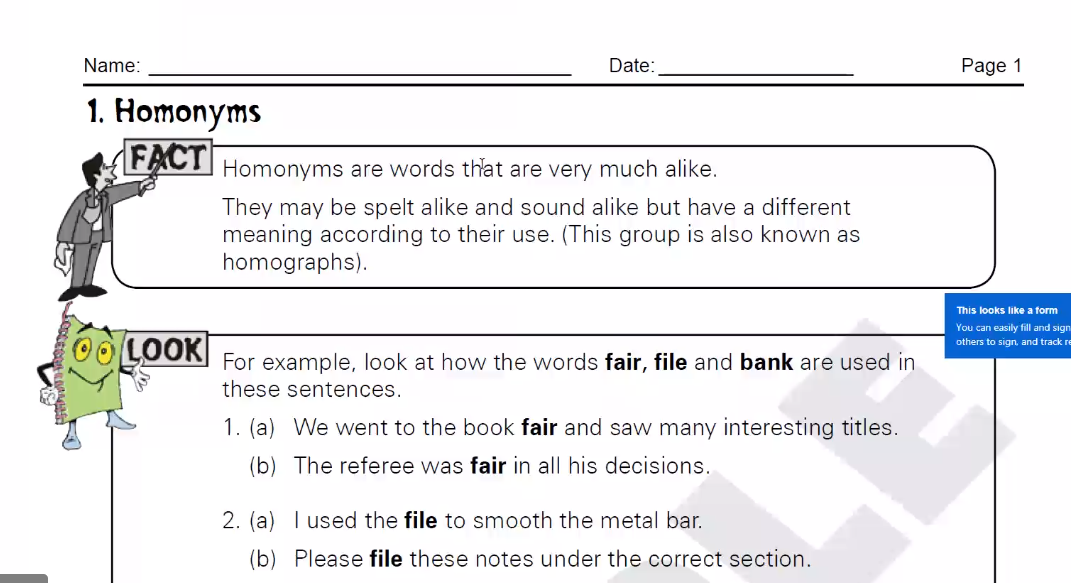 Name: Date: Page 1
1. Homonyms
FACT
Homonyms are words that are very much alike.
They may be spelt alike and sound alike but have a different
meaning according to their use. (This group is also known as
homographs).
This looks like a form
You can easily fill and sign
others to sign, and track
LOOK
For example, look at how the words fair, file and bank are used in
these sentences.
1. (a) We went to the book fair and saw many interesting titles.
(b) The referee was fair in all his decisions.
2. (a) I used the file to smooth the metal bar.
(b) Please file these notes under the correct section.